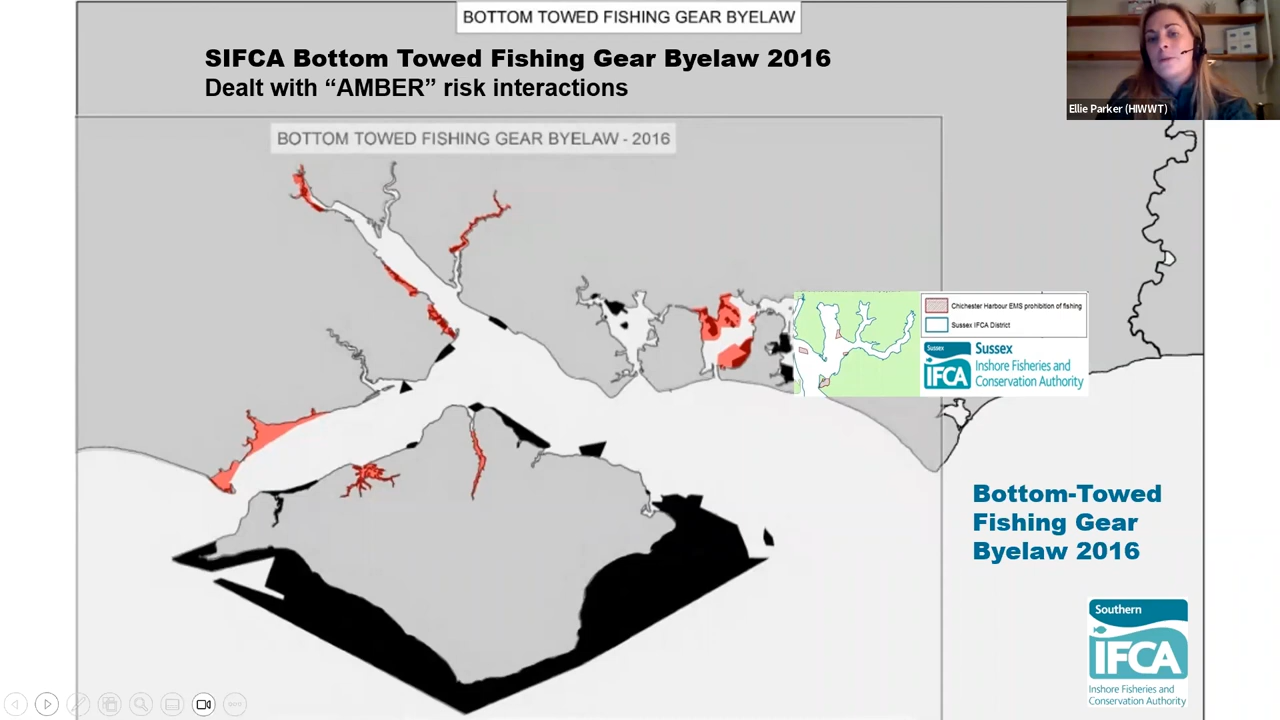 BOTTOM TOWED FISHING GEAR BYELAW
SIFCA Bottom Towed Fishing Gear Byelaw 2016
Dealt with “AMBER” risk interactions
Ellie Parker (HIWWT)
BOTTOM TOWED FISHING GEAR BYELAW - 2016
Chichester Harbour EMS prohibition of fishing
Sussex IFCA District
Sussex
IFCA
Sussex
Inshore Fisheries and
Conservation Authority
Bottom-Towed
Fishing Gear
Byelaw 2016
Southern
IFCA
Inshore Fisheries and
Conservation Authority